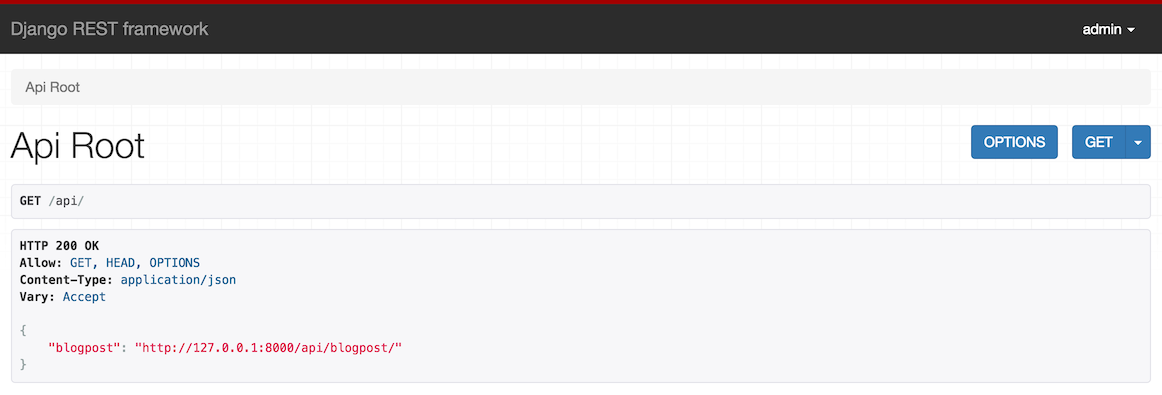 Django REST framework
admin
Api Root
Api Root
OPTIONS
GET
GET /api/
HTTP 200 OK
Allow: GET, HEAD, OPTIONS
Content-Type: application/json
Vary: Accept
{
"blogpost": "http://127.0.0.1:8000/api/blogpost/"
}